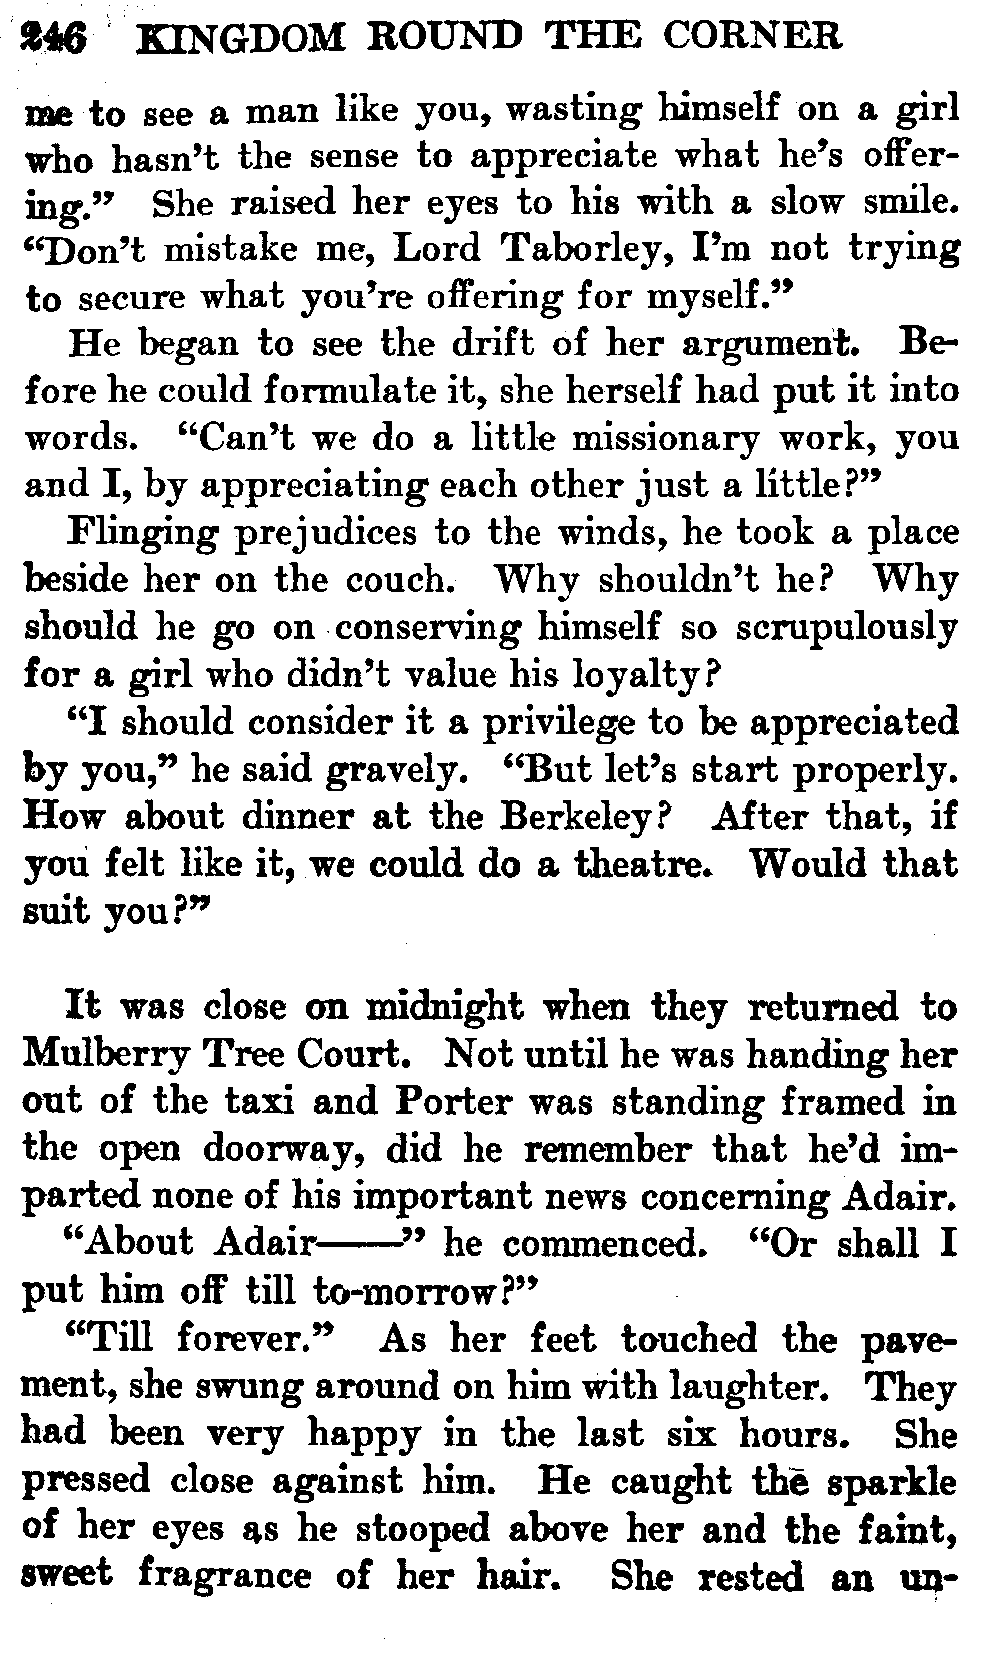 246 KINGDOM ROUND THE CORNER
me to see a man like you, wasting himself on a girl
who hasn't the sense to appreciate what he's offer-
ing." She raised her eyes to his with a slow smile.
"Don't mistake me, Lord Taborley, I'm not trying
to secure what you're offering for myself."
He began to see the drift of her argument. Be-
fore he could formulate it, she herself had put it into
words. "Can't we do a little missionary work, you
and I, by appreciating each other just a little?"
Flinging prejudices to the winds, he took a place
beside her on the couch. Why shouldn't he? Why
should he go on conserving himself so scrupulously
for a girl who didn't value his loyalty?
"I should consider it a privilege to be appreciated
by you," he said gravely. "But let's start properly.
How about dinner at the Berkeley? After that, if
you felt like it, we could do a theatre. Would that
suit you?"
It was close on midnight when they returned to
Mulberry Tree Court. Not until he was handing her
out of the taxi and Porter was standing framed in
the open doorway, did he remember that he'd im-
parted none of his important news concerning Adair.
"About Adair——" he commenced. "Or shall I
put him off till to-morrow?"
"Till forever." As her feet touched the pave-
ment, she swung around on him with laughter. They
had been very happy in the last six hours. She
pressed close against him. He caught the sparkle
of her eyes as he stooped above her and the faint,
sweet fragrance of her hair. She rested an un-